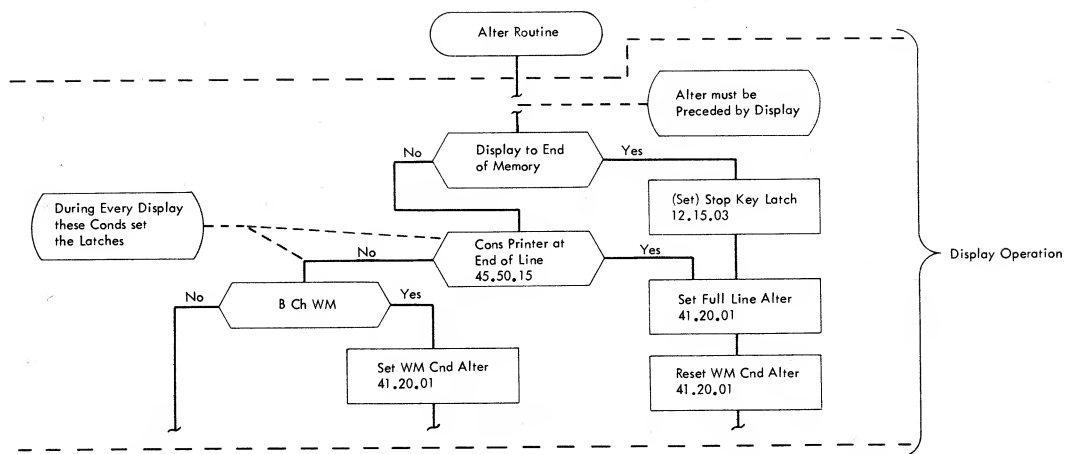 Alter Routine
Alter must be
Preceded by Display
Display to End
of Memory
No
Yes
(Set) Stop Key Latch
12.15.03
During Every Display
these Conds set
the Latches
Cons Printer at
End of Line
45.50.15
No
Yes
Display Operation
B Ch WM
No
Yes
Set Full Line Alter
41.20.01
Set WM Cnd Alter
41.20.01
Reset WM Cnd Alter
41.20.01